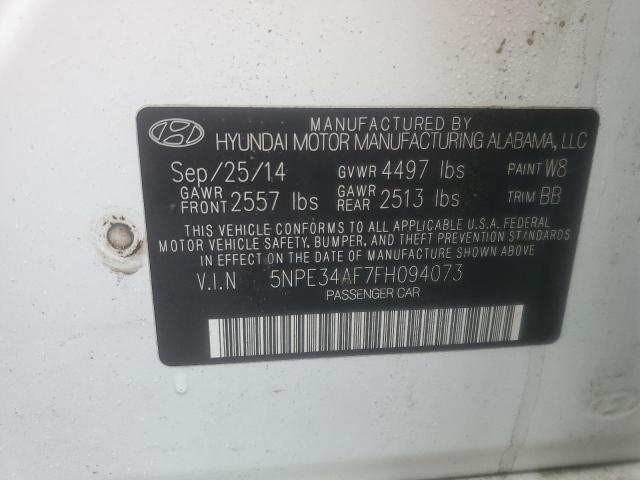 MANUFACTURED BY
HYUNDAI MOTOR MANUFACTURING ALABAMA, LLC
Sep/25/14 GVWR 4497 lbs PAINT W8
GAWR FRONT 2557 lbs GAWR REAR 2513 lbs TRIM BB
THIS VEHICLE CONFORMS TO ALL APPLICABLE U.S.A. FEDERAL
MOTOR VEHICLE SAFETY, BUMPER, AND THEFT PREVENTION STANDARDS
IN EFFECT ON THE DATE OF MANUFACTURE SHOWN ABOVE
V.I.N 5NPE34AF7FH094073
PASSENGER CAR